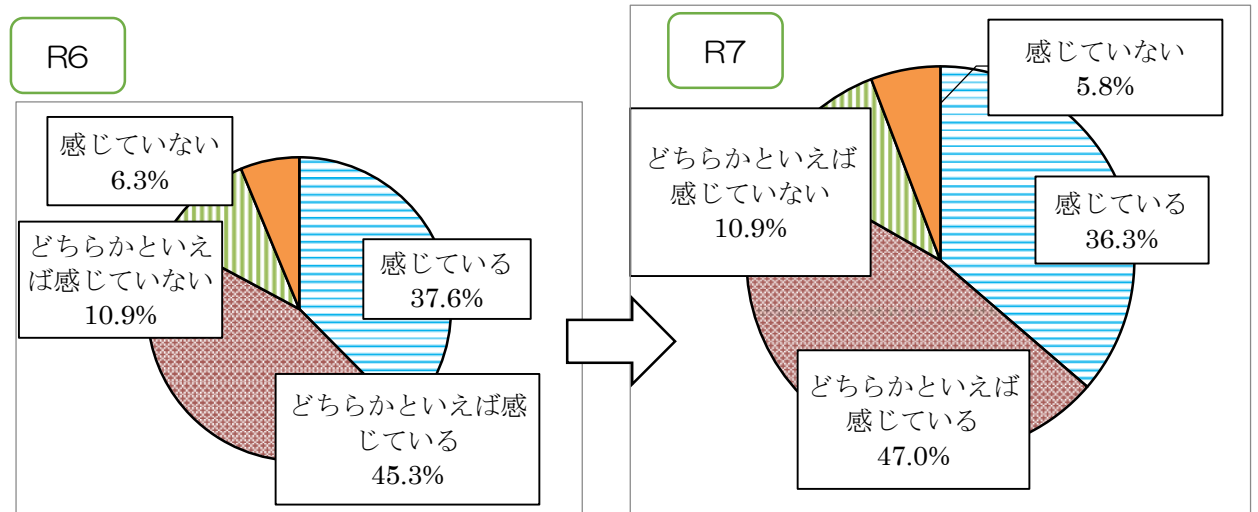 R6
感じていない
6.3%
どちらかといえ
ば感じていない
10.9%
感じている
37.6%
どちらかといえば感
じている
45.3%
R7
感じていない
5.8%
どちらかといえば
感じていない
10.9%
感じている
36.3%
どちらかといえば
感じている
47.0%